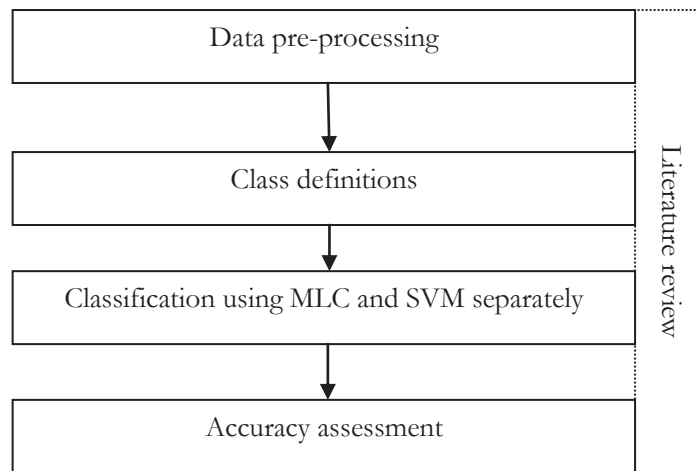 Data pre-processing
Class definitions
Classification using MLC and SVM separately
Accuracy assessment
Literature review